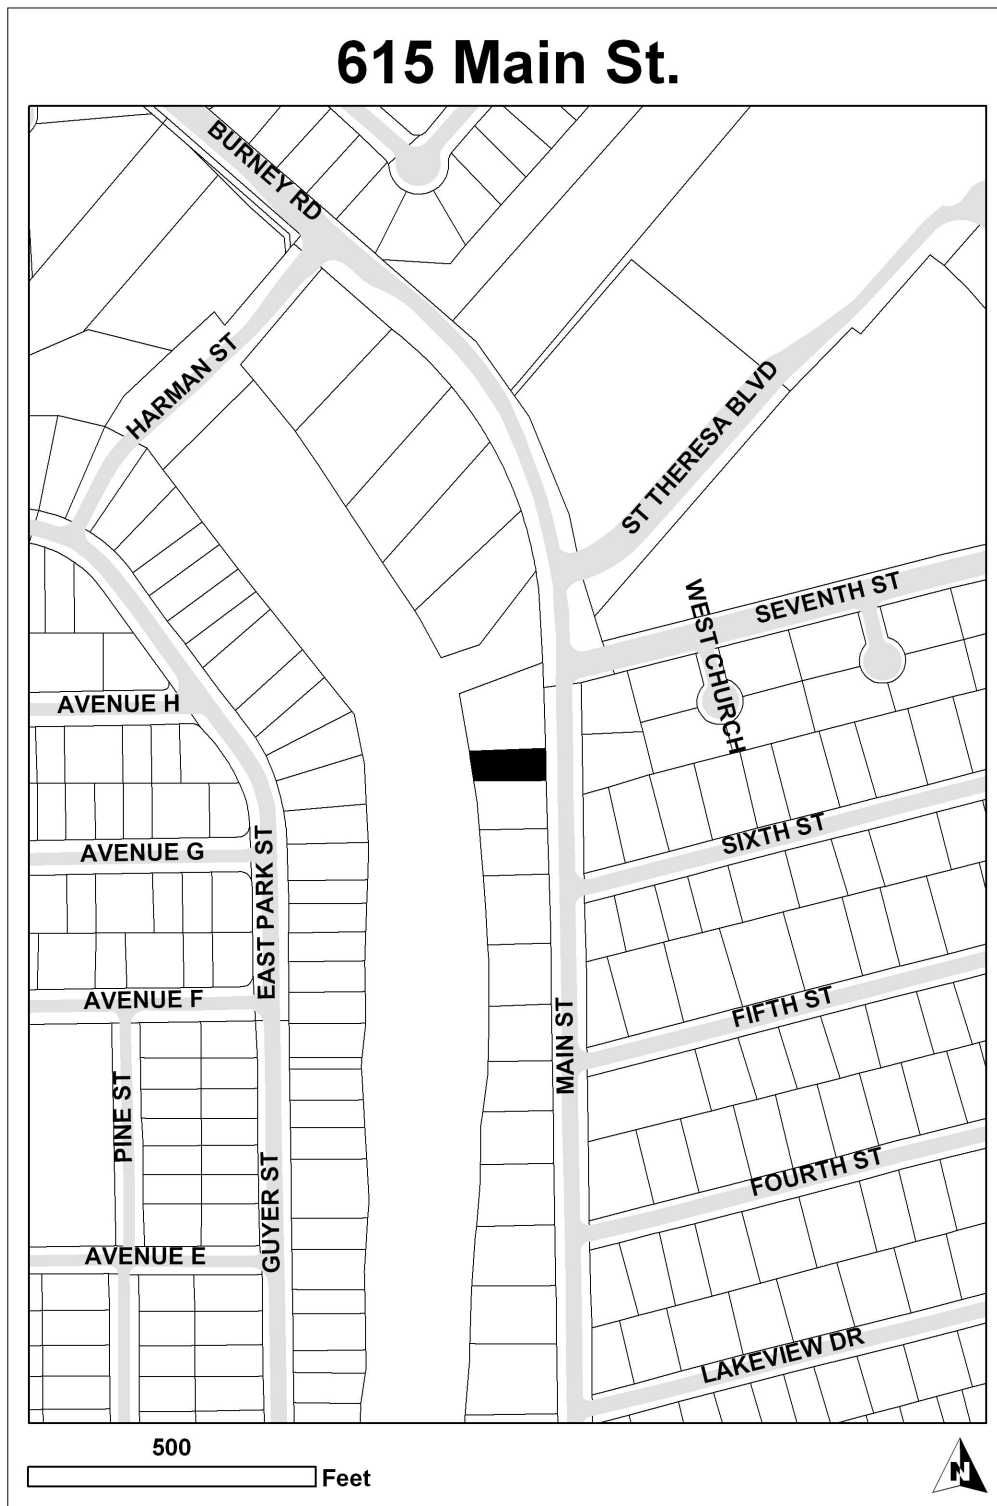 615 Main St.
BURNEY RD
HARMAN ST
ST THERESA BLVD
SEVENTH ST
WEST CHURCH
AVENUE H
SIXTH ST
AVENUE G
EAST PARK ST
FIFTH ST
AVENUE F
MAIN ST
PINE ST
FOURTH ST
GUYER ST
AVENUE E
LAKEVIEW DR
500
Feet
N